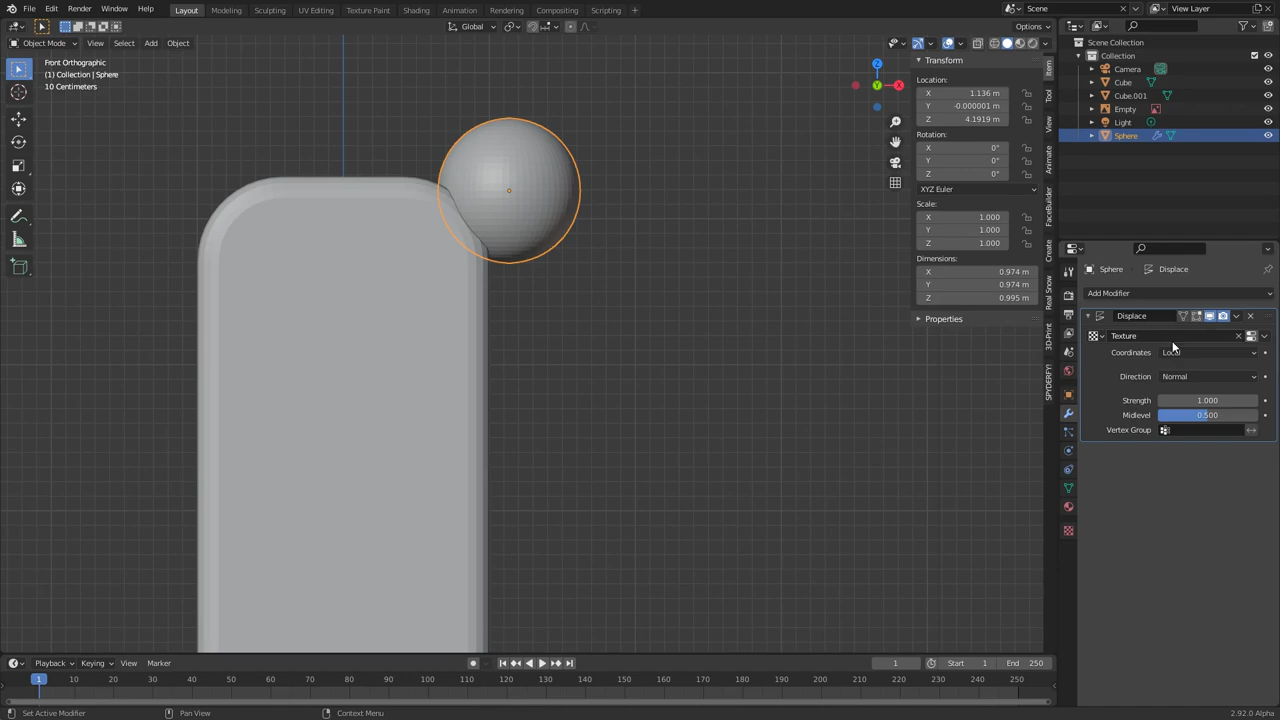 File Edit Render Window Help Layout Modeling Sculpting UV Editing Texture Paint Shading Animation Rendering Compositing Scripting + Scene View Layer
Global Options
Object Mode View Select Add Object
Front Orthographic
(1) Collection | Sphere
10 Centimeters
Z
X
Y
Transform
Location:
X 1.136 m
Y -0.000001 m
Z 4.1919 m
Rotation:
X 0°
Y 0°
Z 0°
XYZ Euler
Scale:
X 1.000
Y 1.000
Z 1.000
Dimensions:
X 0.974 m
Y 0.974 m
Z 0.995 m
Properties
Item
Tool
View
Animate
FaceBuilder
Create
Real Snow
3D-Print
SPYDERFY!
Scene Collection
Collection
Camera
Cube
Cube.001
Empty
Light
Sphere
Sphere Displace
Add Modifier
Displace
Texture
Coordinates Local
Direction Normal
Strength 1.000
Midlevel 0.500
Vertex Group
Playback Keying View Marker 1 Start 1 End 250
1 10 20 30 40 50 60 70 80 90 100 110 120 130 140 150 160 170 180 190 200 210 220 230 240 250
Set Active Modifier Pan View Context Menu 2.92.0 Alpha